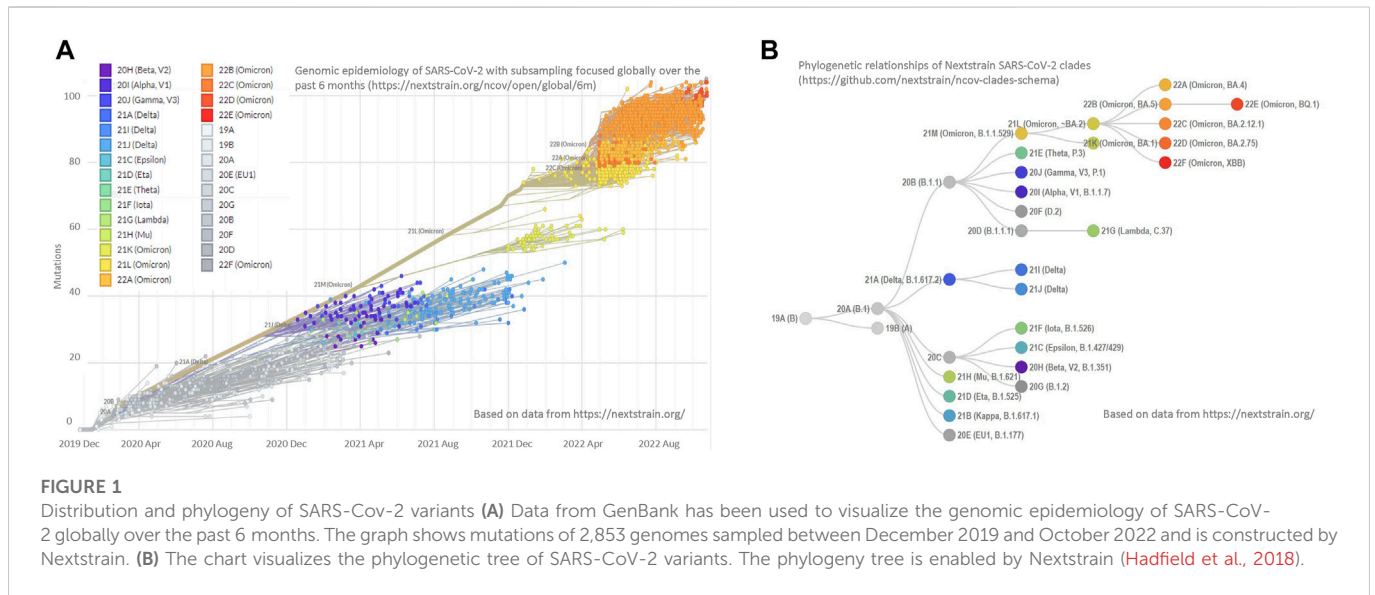 A
20H (Beta, V2)
20I (Alpha, V1)
20J (Gamma, V3)
21A (Delta)
21I (Delta)
21J (Delta)
21C (Epsilon)
21D (Eta)
21E (Theta)
21F (Iota)
21G (Lambda)
21H (Mu)
21K (Omicron)
21L (Omicron)
22A (Omicron)
22B (Omicron)
22C (Omicron)
22D (Omicron)
22E (Omicron)
19A
19B
20A
20E (EU1)
20C
20G
20B
20F
20D
22F (Omicron)
Genomic epidemiology of SARS-CoV-2 with subsampling focused globally over the
past 6 months (https://nextstrain.org/ncov/open/global/6m)
Mutations
100
80
60
40
20
0
22B (Omicron)
22A (Omicron)
22C (Omicron)
21L (Omicron)
21M (Omicron)
21J (Delta)
21A (Delta)
20B
20A
Based on data from https://nextstrain.org/
2019 Dec
2020 Apr
2020 Aug
2020 Dec
2021 Apr
2021 Aug
2021 Dec
2022 Apr
2022 Aug
B
Phylogenetic relationships of Nextstrain SARS-CoV-2 clades
(https://github.com/nextstrain/ncov-clades-schema)
22A (Omicron, BA.4)
22B (Omicron, BA.5)
22E (Omicron, BQ.1)
21L (Omicron, ~BA.2)
22C (Omicron, BA.2.12.1)
21M (Omicron, B.1.1.529)
21K (Omicron, BA.1)
22D (Omicron, BA.2.75)
21E (Theta, P.3)
22F (Omicron, XBB)
20J (Gamma, V3, P.1)
20B (B.1.1)
20I (Alpha, V1, B.1.1.7)
20F (D.2)
20D (B.1.1.1)
21G (Lambda, C.37)
21I (Delta)
21A (Delta, B.1.617.2)
21J (Delta)
20A (B.1)
19A (B)
19B (A)
21F (Iota, B.1.526)
21C (Epsilon, B.1.427/429)
20C
20H (Beta, V2, B.1.351)
21H (Mu, B.1.621)
20G (B.1.2)
21D (Eta, B.1.525)
21B (Kappa, B.1.617.1)
20E (EU1, B.1.177)
Based on data from https://nextstrain.org/
FIGURE 1
Distribution and phylogeny of SARS-Cov-2 variants (A) Data from GenBank has been used to visualize the genomic epidemiology of SARS-CoV-
2 globally over the past 6 months. The graph shows mutations of 2,853 genomes sampled between December 2019 and October 2022 and is constructed by
Nextstrain. (B) The chart visualizes the phylogenetic tree of SARS-CoV-2 variants. The phylogeny tree is enabled by Nextstrain (Hadfield et al., 2018).